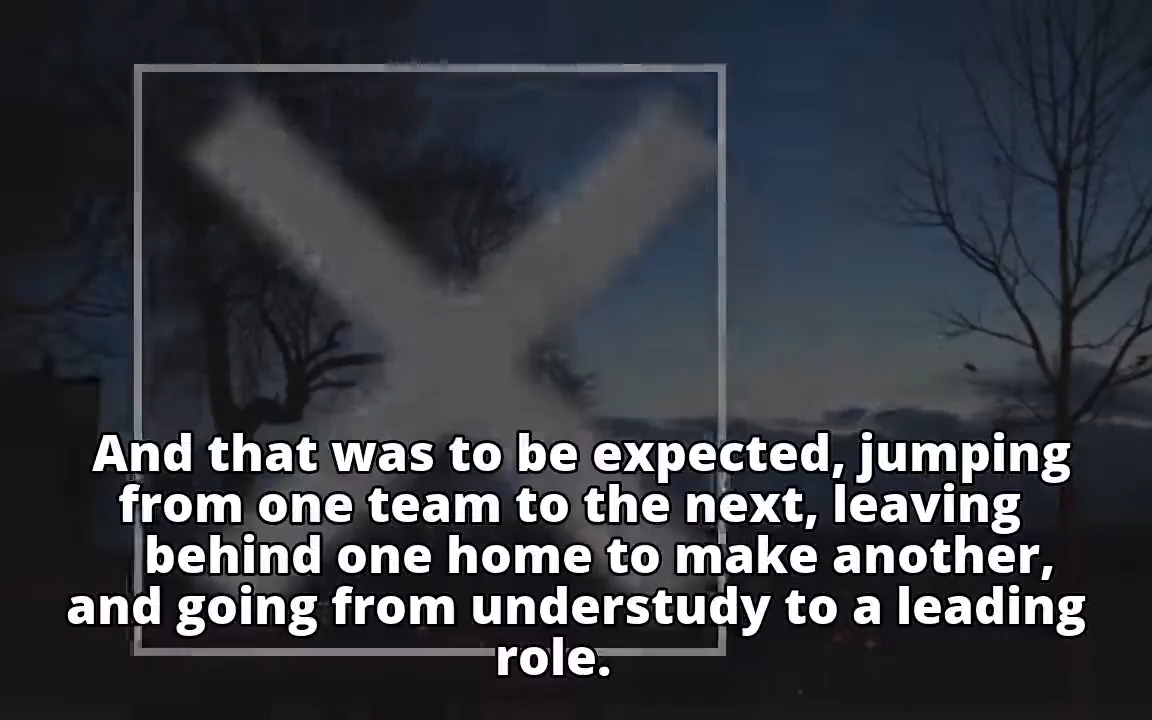 And that was to be expected, jumping
from one team to the next, leaving
behind one home to make another,
and going from understudy to a leading
role.